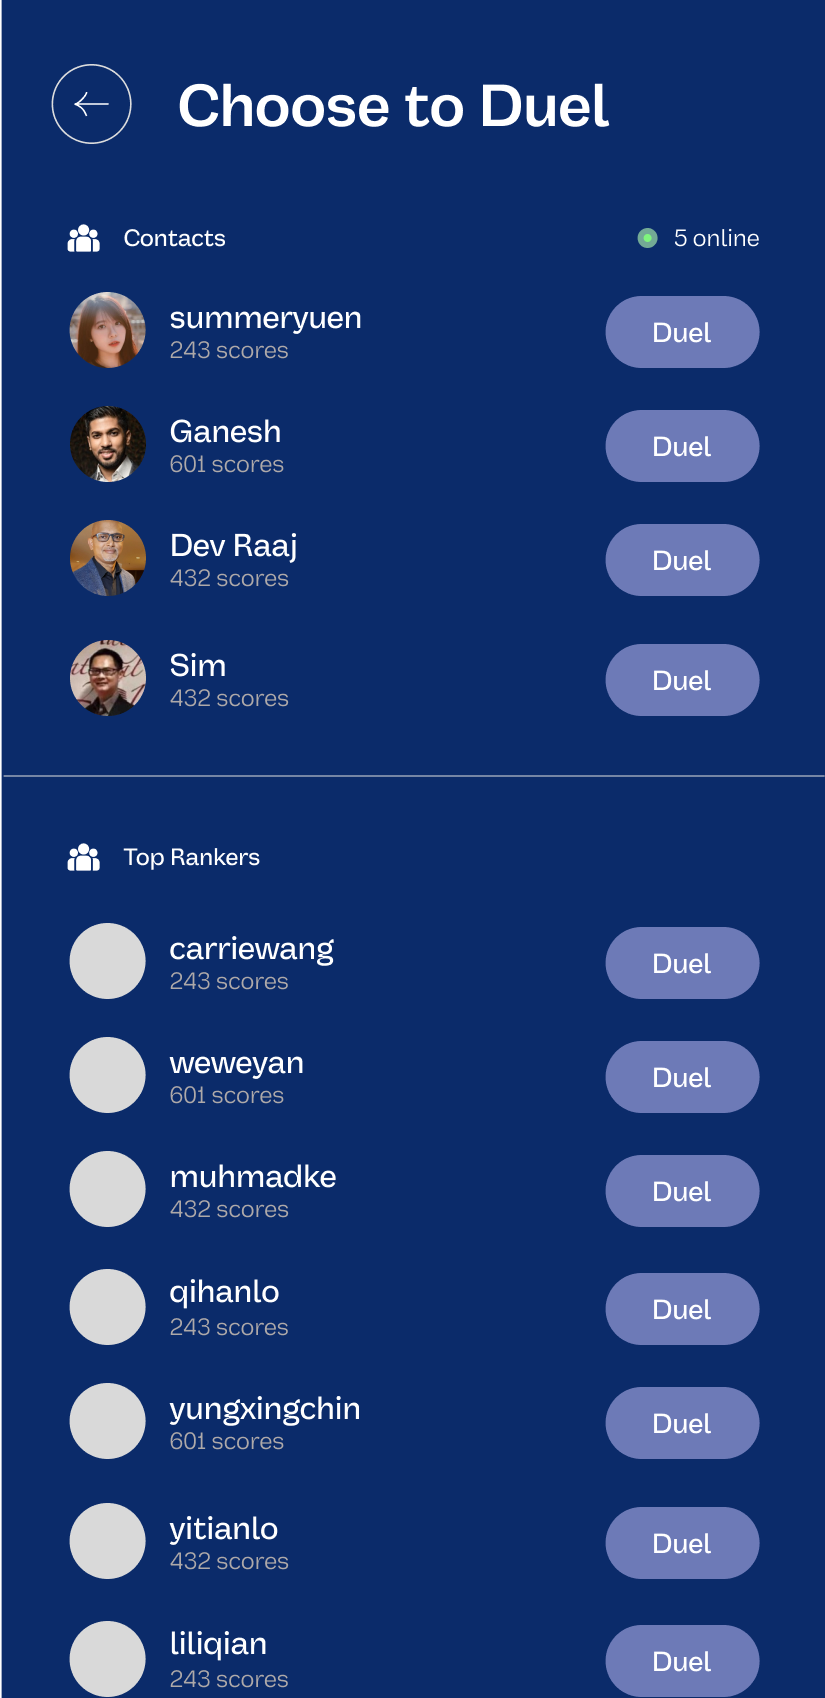 Choose to Duel
Contacts
5 online
summeryuen
243 scores
Duel
Ganesh
601 scores
Duel
Dev Raaj
432 scores
Duel
Sim
432 scores
Duel
Top Rankers
carriewang
243 scores
Duel
weweyan
601 scores
Duel
muhmadke
432 scores
Duel
qihanlo
243 scores
Duel
yungxingchin
601 scores
Duel
yitianlo
432 scores
Duel
liliqian
243 scores
Duel